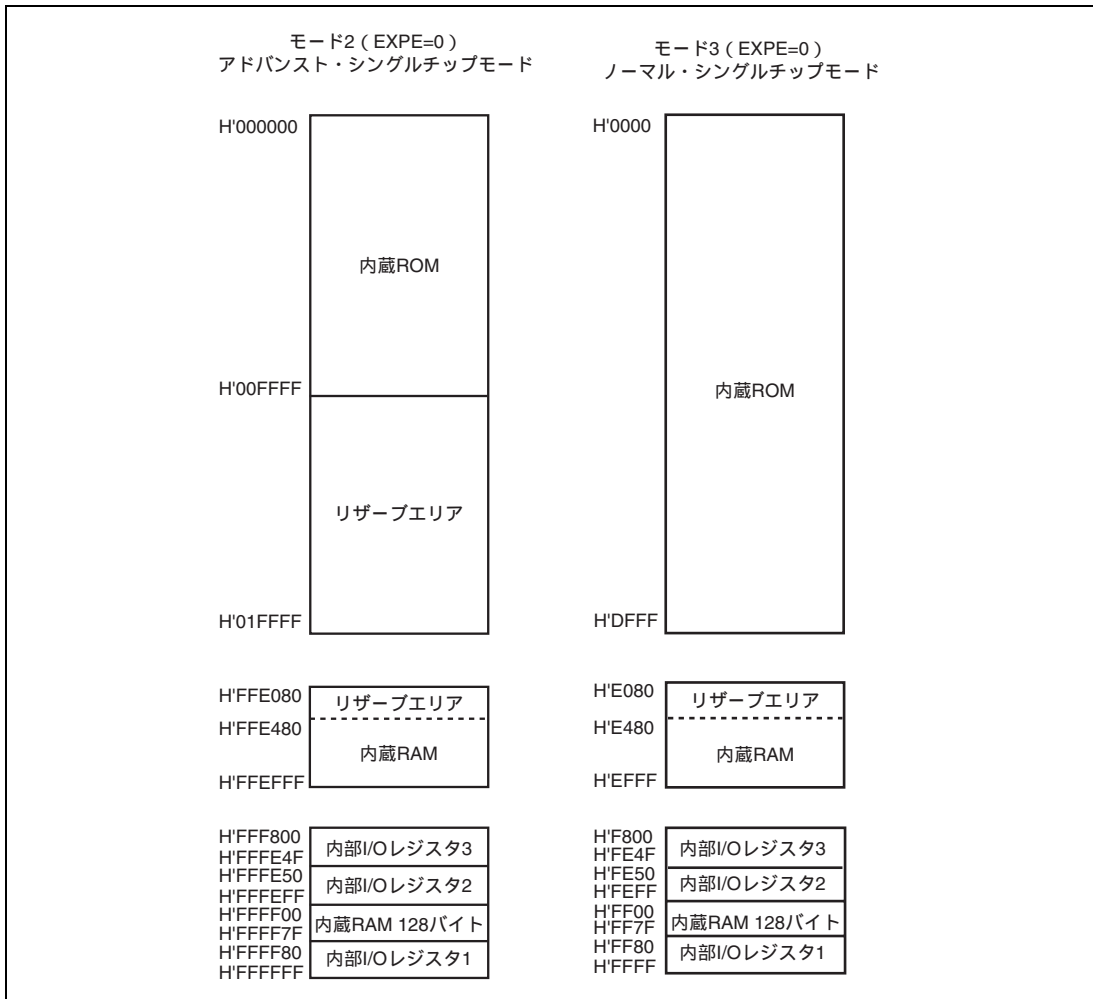 モード2（EXPE=0）
アドバンスト・シングルチップモード
H'000000
内蔵ROM
H'00FFFF
リザーブエリア
H'01FFFF
H'FFE080
リザーブエリア
H'FFE480
内蔵RAM
H'FFEFFF
H'FFF800
内部I/Oレジスタ3
H'FFFE4F
H'FFFE50
内部I/Oレジスタ2
H'FFFEFF
H'FFFF00
内蔵RAM 128バイト
H'FFFF7F
H'FFFF80
内部I/Oレジスタ1
H'FFFFFF
モード3（EXPE=0）
ノーマル・シングルチップモード
H'0000
内蔵ROM
H'DFFF
H'E080
リザーブエリア
H'E480
内蔵RAM
H'EFFF
H'F800
内部I/Oレジスタ3
H'FE4F
H'FE50
内部I/Oレジスタ2
H'FEFF
H'FF00
内蔵RAM 128バイト
H'FF7F
H'FF80
内部I/Oレジスタ1
H'FFFF